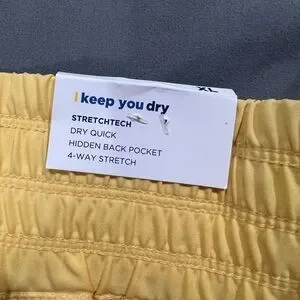 XL
I keep you dry
STRETCHTECH
DRY QUICK
HIDDEN BACK POCKET
4-WAY STRETCH